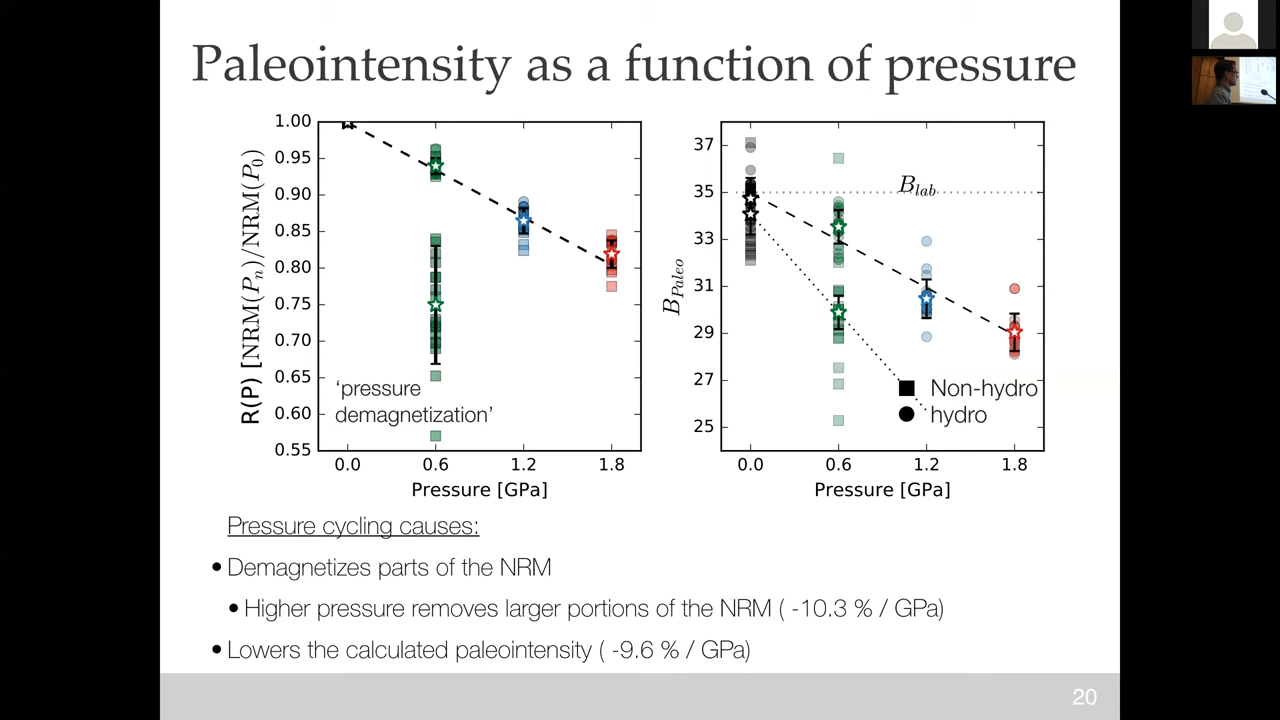 Paleointensity as a function of pressure
R(P) [NRM(Pn)/NRM(P0)
1.00
0.95
0.90
0.85
0.80
0.75
0.70
0.65
0.60
0.55
'pressure
demagnetization'
0.0 0.6 1.2 1.8
Pressure [GPa]
BPaleo
37
35
33
31
29
27
25
Blab
Non-hydro
hydro
0.0 0.6 1.2 1.8
Pressure [GPa]
Pressure cycling causes:
• Demagnetizes parts of the NRM
• Higher pressure removes larger portions of the NRM ( -10.3 % / GPa)
• Lowers the calculated paleointensity ( -9.6 % / GPa)
20